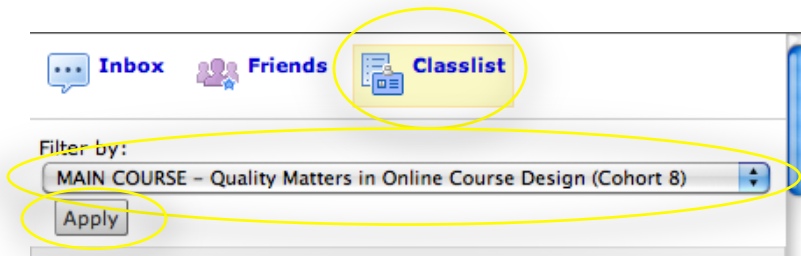 Inbox Friends Classlist
Filter by:
MAIN COURSE – Quality Matters in Online Course Design (Cohort 8)
Apply